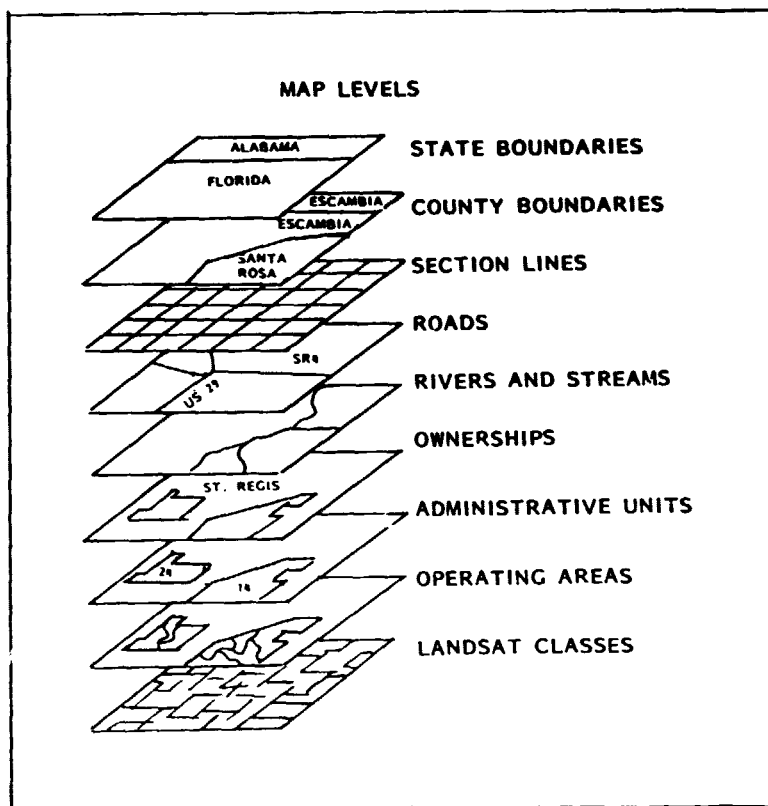 MAP LEVELS
ALABAMA
STATE BOUNDARIES
FLORIDA
ESCAMBIA
COUNTY BOUNDARIES
ESCAMBIA
SANTA
ROSA
SECTION LINES
ROADS
SR4
US 29
RIVERS AND STREAMS
OWNERSHIPS
ST. REGIS
ADMINISTRATIVE UNITS
24
14
OPERATING AREAS
LANDSAT CLASSES